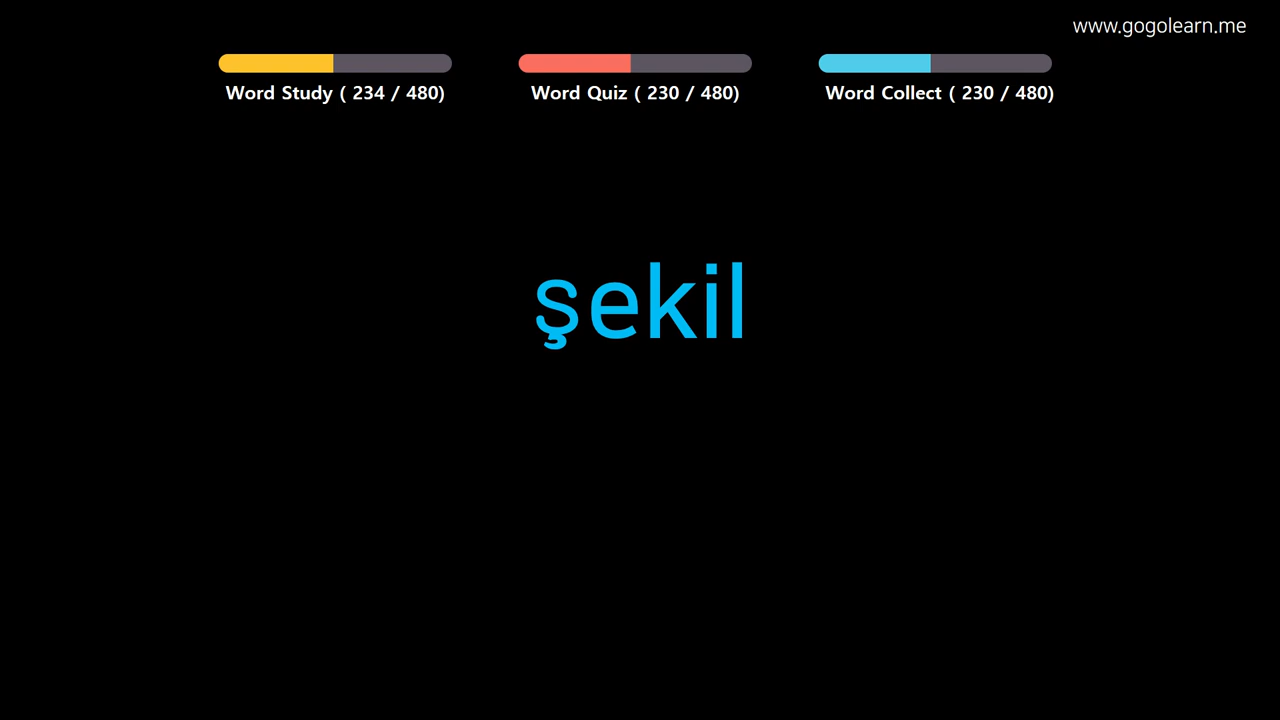 www.gogolearn.me
Word Study ( 234 / 480)
Word Quiz ( 230 / 480)
Word Collect ( 230 / 480)
şekil